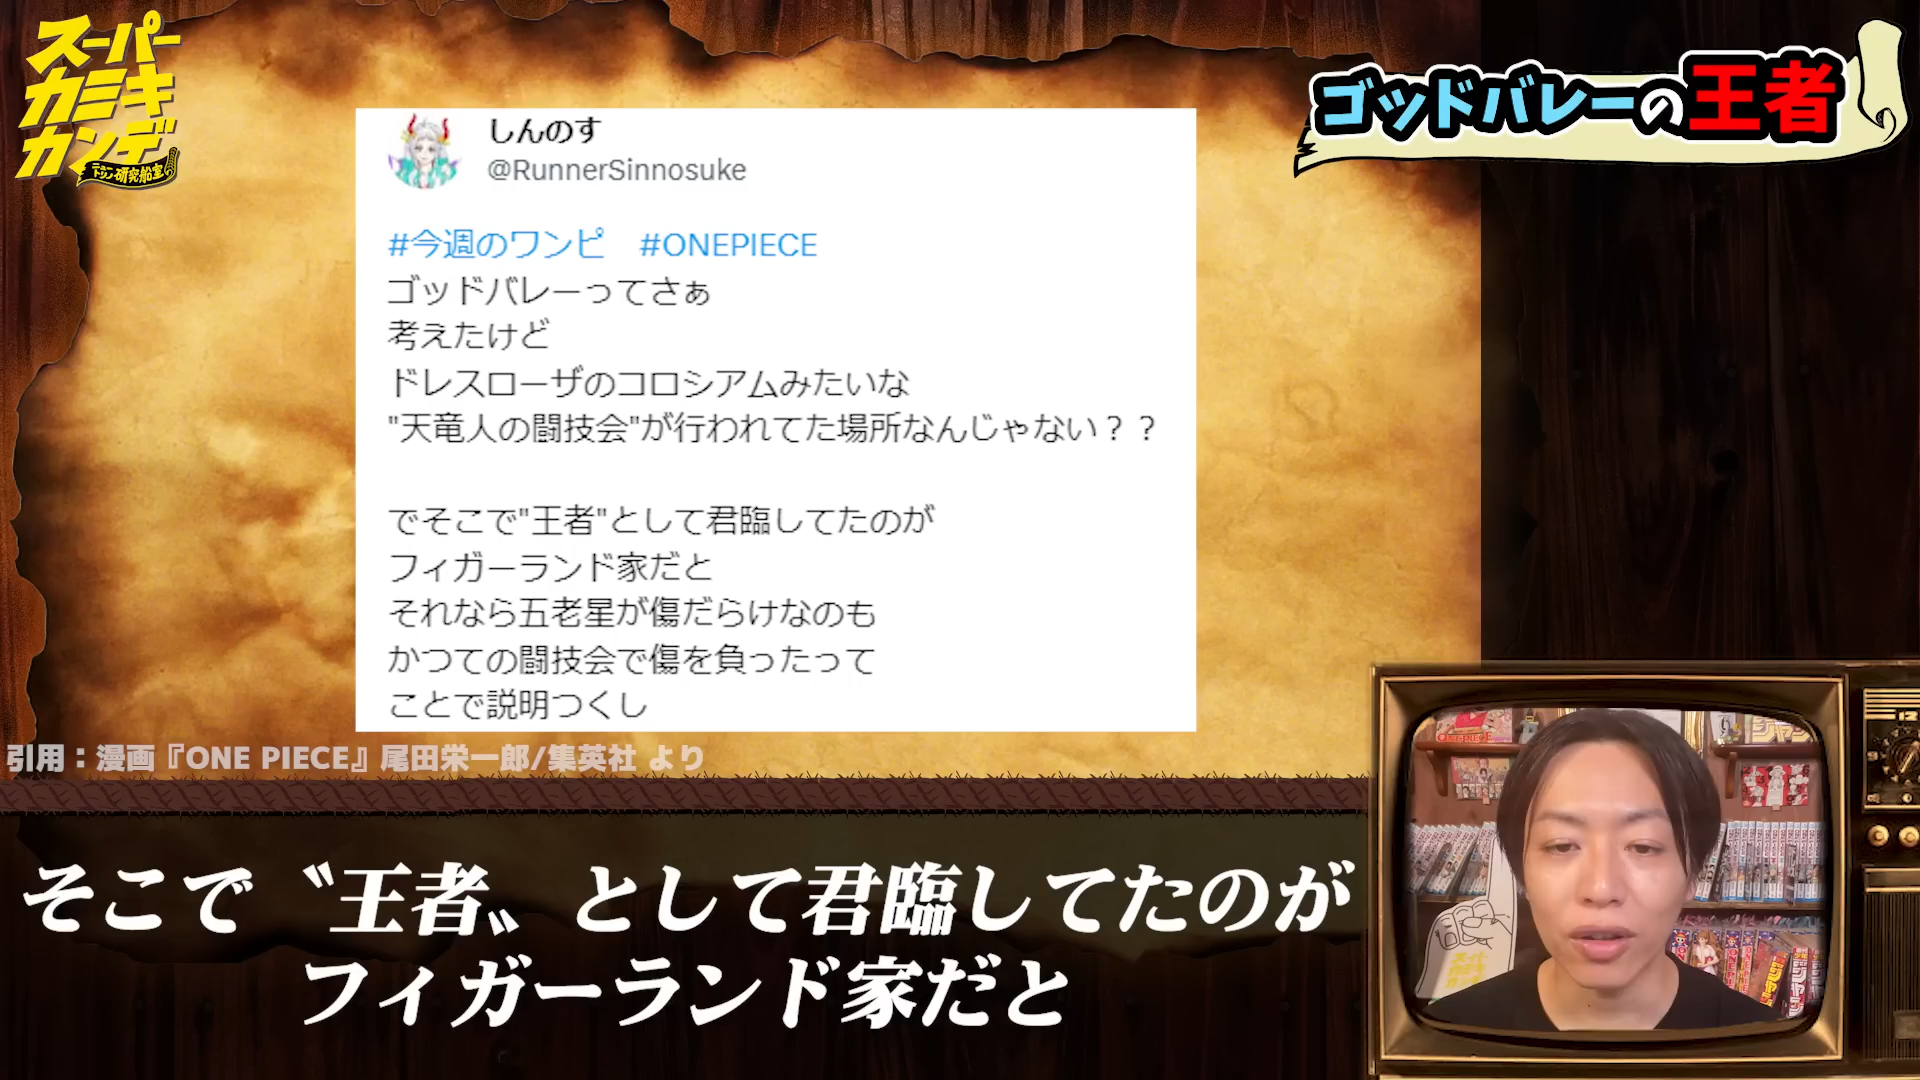 スーパー
カミキ
カンデ
研究船室
ゴッドバレーの王者
しんのす
@RunnerSinnosuke
#今週のワンピ　#ONEPIECE
ゴッドバレーってさぁ
考えたけど
ドレスローザのコロシアムみたいな
"天竜人の闘技会"が行われてた場所なんじゃない？？
でそこで"王者"として君臨してたのが
フィガーランド家だと
それなら五老星が傷だらけなのも
かつての闘技会で傷を負ったって
ことで説明つくし
引用：漫画『ONE PIECE』尾田栄一郎/集英社 より
そこで〝王者〟として君臨してたのが
フィガーランド家だと
12